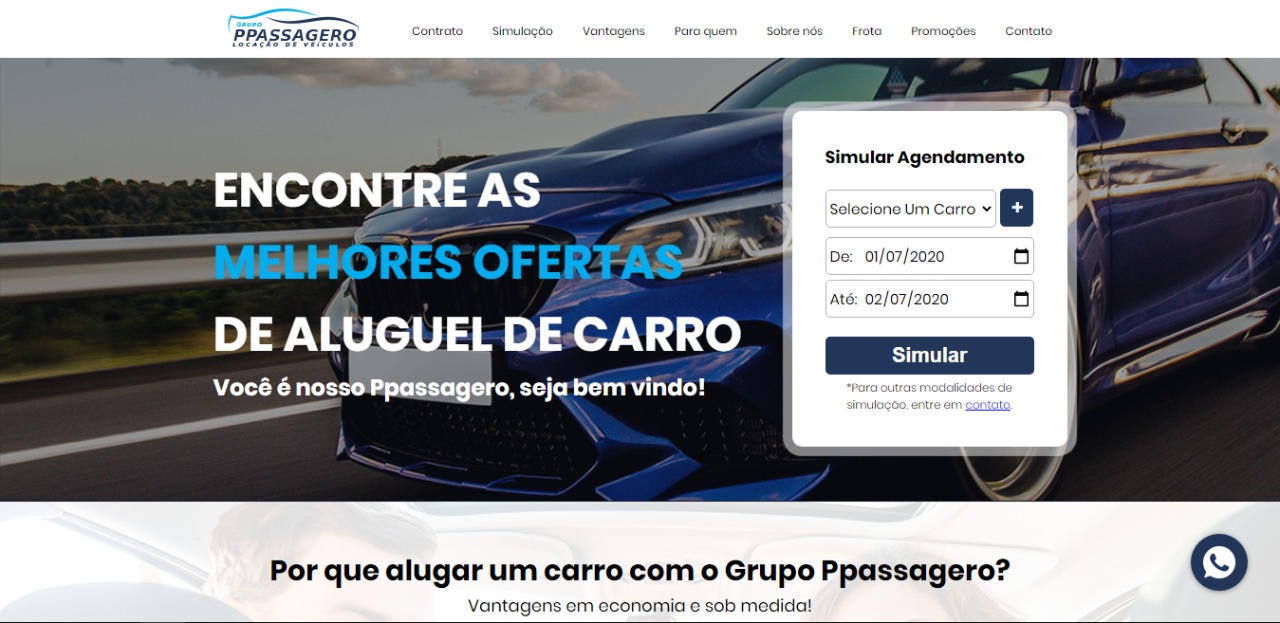 GRUPO
PPASSAGERO
LOCAÇÃO DE VEÍCULOS
Contrato
Simulação
Vantagens
Para quem
Sobre nós
Frota
Promoções
Contato
ENCONTRE AS
MELHORES OFERTAS
DE ALUGUEL DE CARRO
Você é nosso Ppassagero, seja bem vindo!
Simular Agendamento
Selecione Um Carro
+
De: 01/07/2020
Até: 02/07/2020
Simular
*Para outras modalidades de
simulação, entre em contato.
Por que alugar um carro com o Grupo Ppassagero?
Vantagens em economia e sob medida!